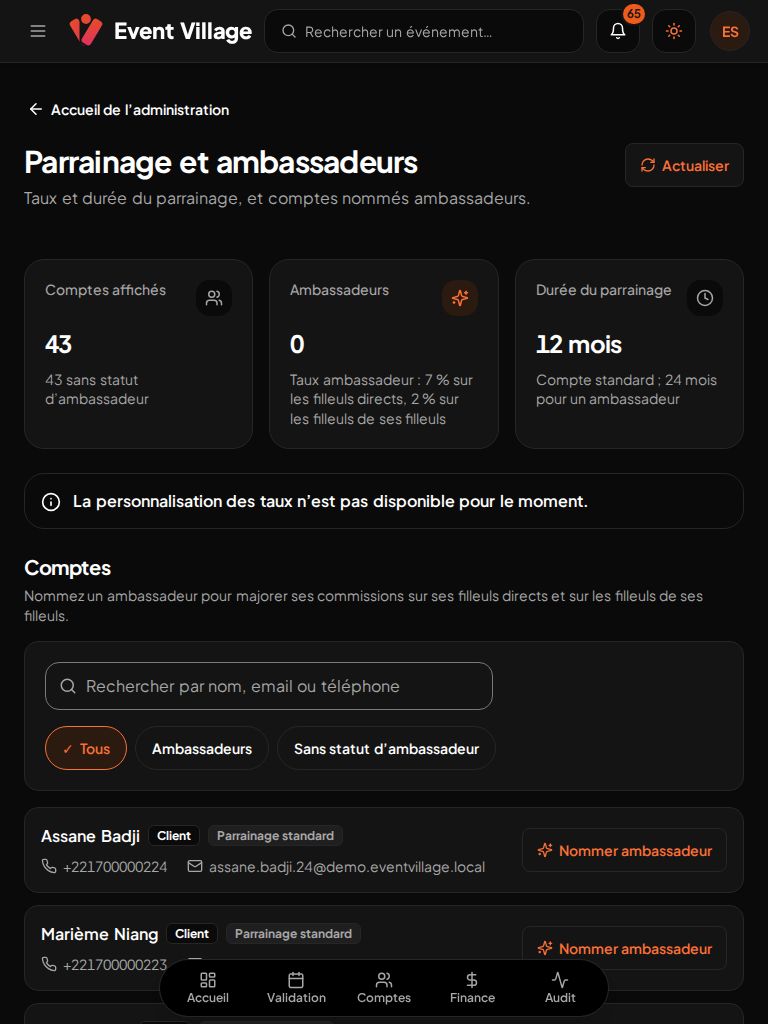 Event Village
Rechercher un événement...
65
ES
Accueil de l’administration
Parrainage et ambassadeurs
Actualiser
Taux et durée du parrainage, et comptes nommés ambassadeurs.
Comptes affichés
43
43 sans statut
d’ambassadeur
Ambassadeurs
0
Taux ambassadeur : 7 % sur
les filleuls directs, 2 % sur
les filleuls de ses filleuls
Durée du parrainage
12 mois
Compte standard ; 24 mois
pour un ambassadeur
La personnalisation des taux n’est pas disponible pour le moment.
Comptes
Nommez un ambassadeur pour majorer ses commissions sur ses filleuls directs et sur les filleuls de ses
filleuls.
Rechercher par nom, email ou téléphone
✓ Tous
Ambassadeurs
Sans statut d’ambassadeur
Assane Badji Client Parrainage standard
+221700000224 assane.badji.24@demo.eventvillage.local
Nommer ambassadeur
Marième Niang Client Parrainage standard
+221700000223
Nommer ambassadeur
Accueil
Validation
Comptes
Finance
Audit